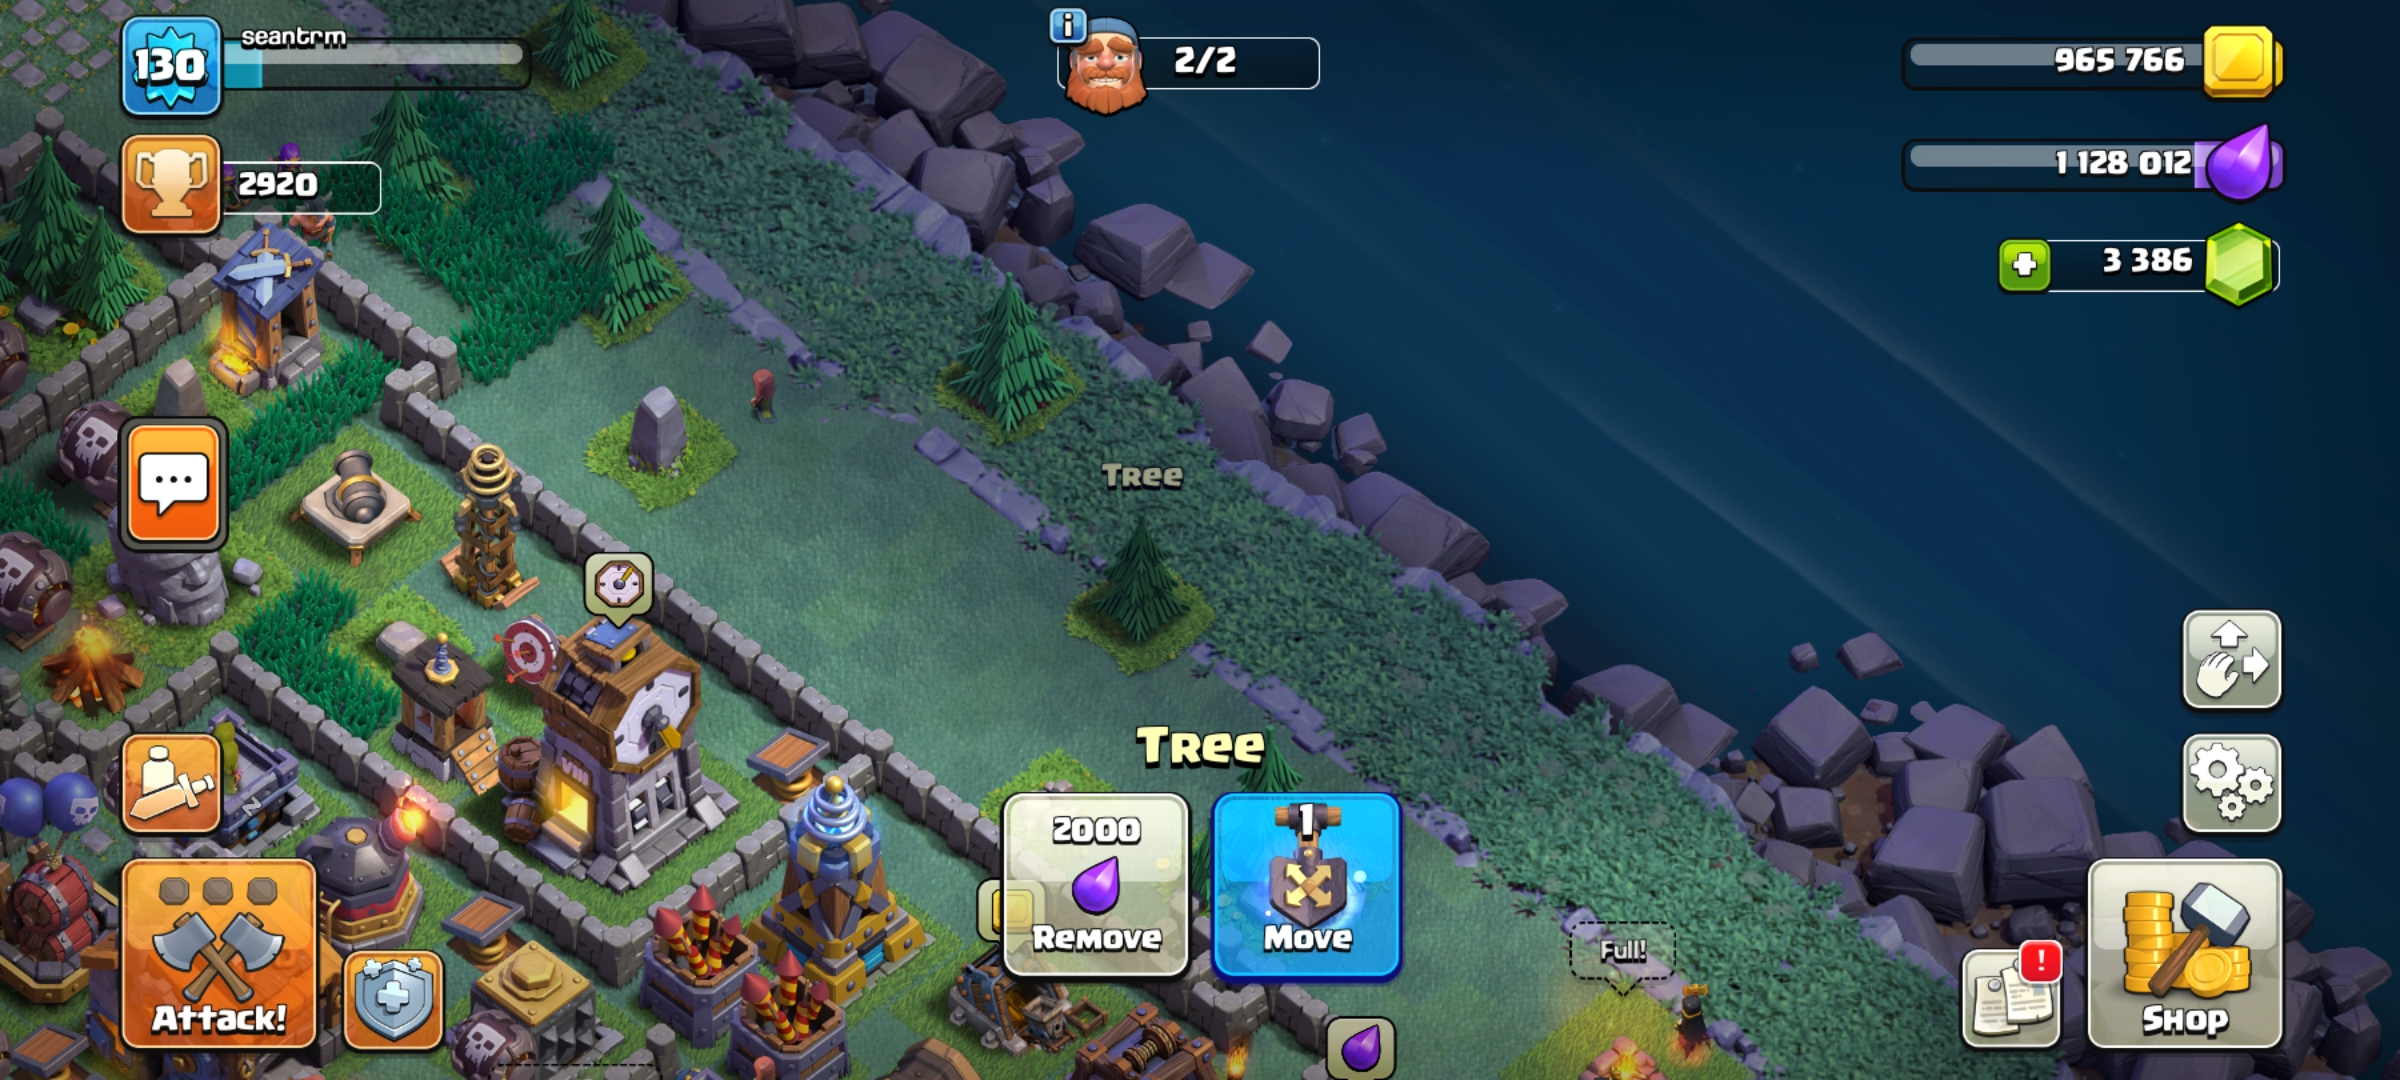 seantrm
130
2/2
965 766
2920
1 128 012
3 386
Tree
Tree
2000
1
Remove
Move
Full!
Attack!
!
Shop
VIII
Z
i